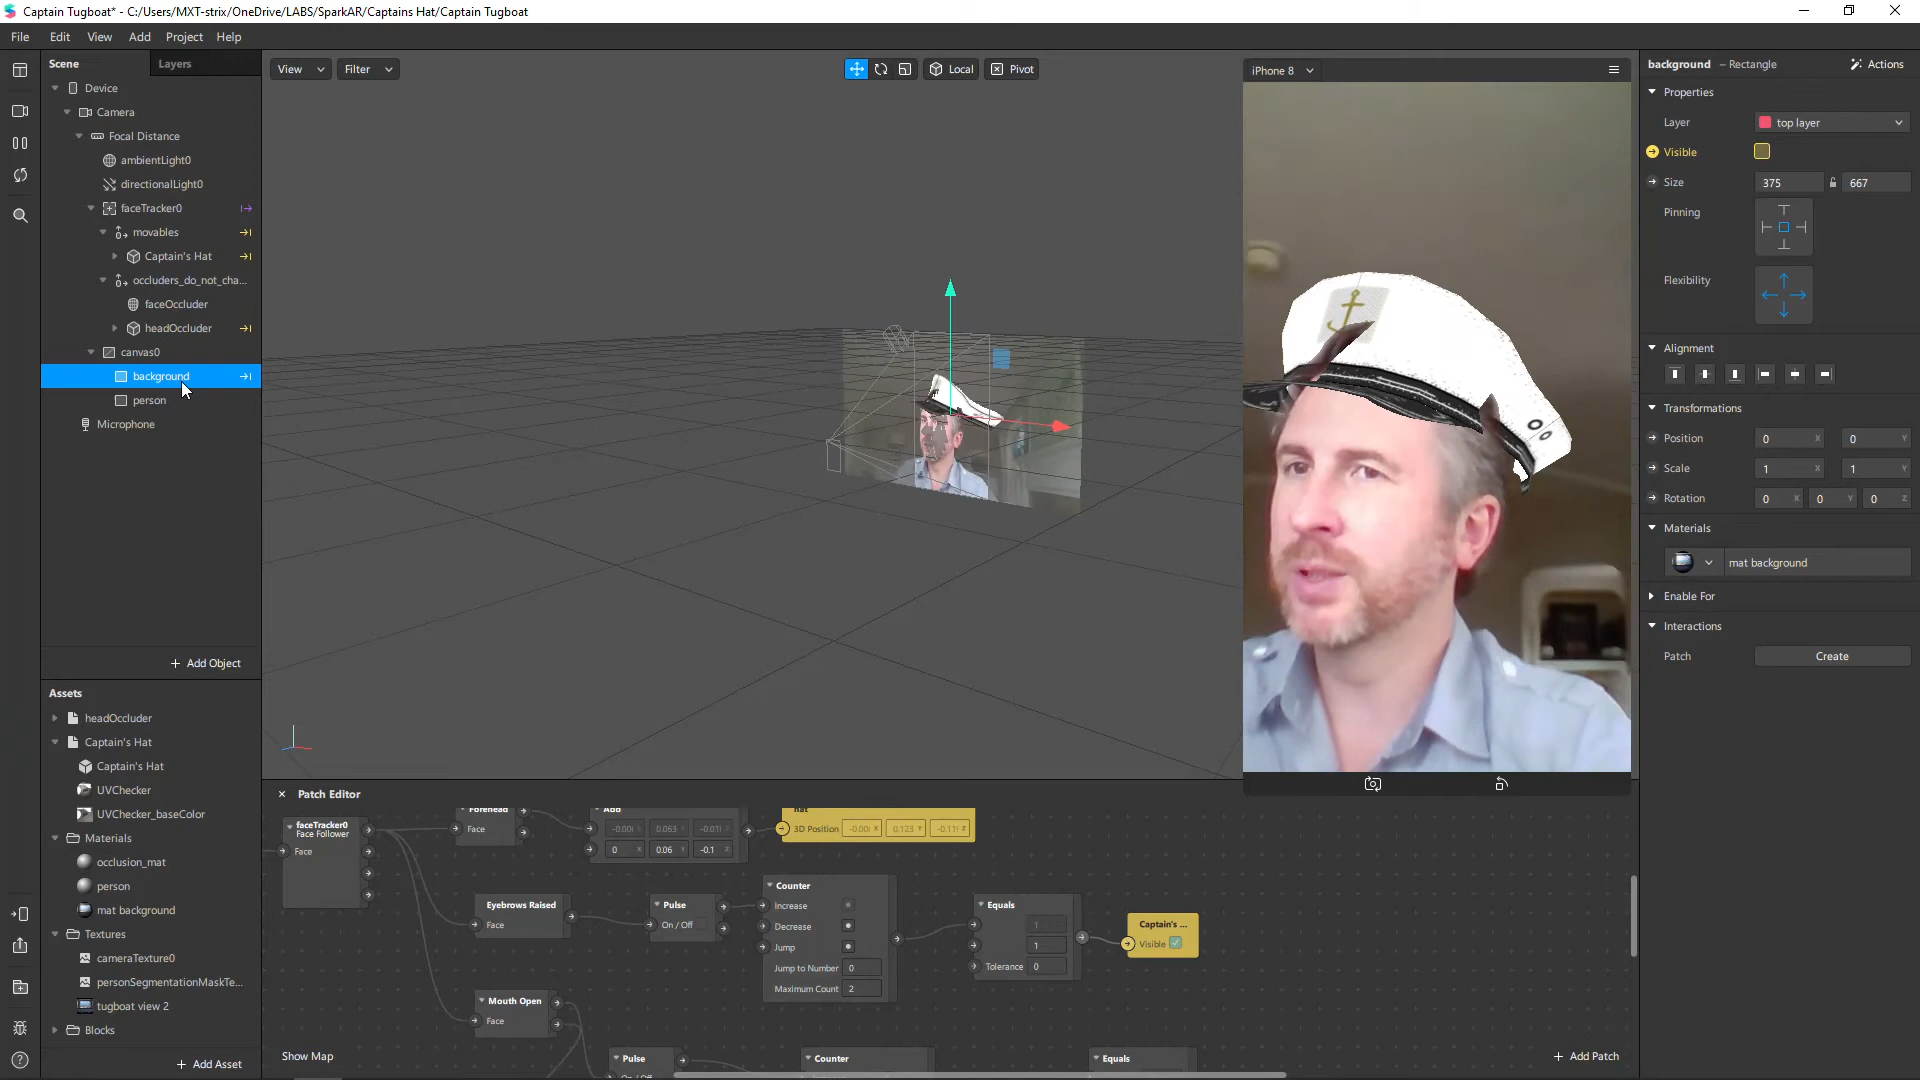 Captain Tugboat* - C:/Users/MXT-strix/OneDrive/LABS/SparkAR/Captains Hat/Captain Tugboat
File Edit View Add Project Help
Scene Layers
Device
Camera
Focal Distance
ambientLight0
directionalLight0
faceTracker0
movables
Captain's Hat
occluders_do_not_cha...
faceOccluder
headOccluder
canvas0
background
person
Microphone
+ Add Object
Assets
headOccluder
Captain's Hat
Captain's Hat
UVChecker
UVChecker_baseColor
Materials
occlusion_mat
person
mat background
Textures
cameraTexture0
personSegmentationMaskTe...
tugboat view 2
Blocks
+ Add Asset
View Filter
Local Pivot
iPhone 8
Patch Editor
faceTracker0
Face Follower
Face
Forehead
Face
Add
0 X 0.06 Y -0.1 Z
hat
3D Position
Eyebrows Raised
Face
Pulse
On / Off
Counter
Increase
Decrease
Jump
Jump to Number 0
Maximum Count 2
Equals
1
1
Tolerance 0
Captain's ...
Visible
Mouth Open
Face
Pulse
On / Off
Counter
Equals
Show Map
+ Add Patch
background – Rectangle Actions
Properties
Layer top layer
Visible
Size 375 667
Pinning
Flexibility
Alignment
Transformations
Position 0 X 0 Y
Scale 1 X 1 Y
Rotation 0 X 0 Y 0 Z
Materials
mat background
Enable For
Interactions
Patch Create